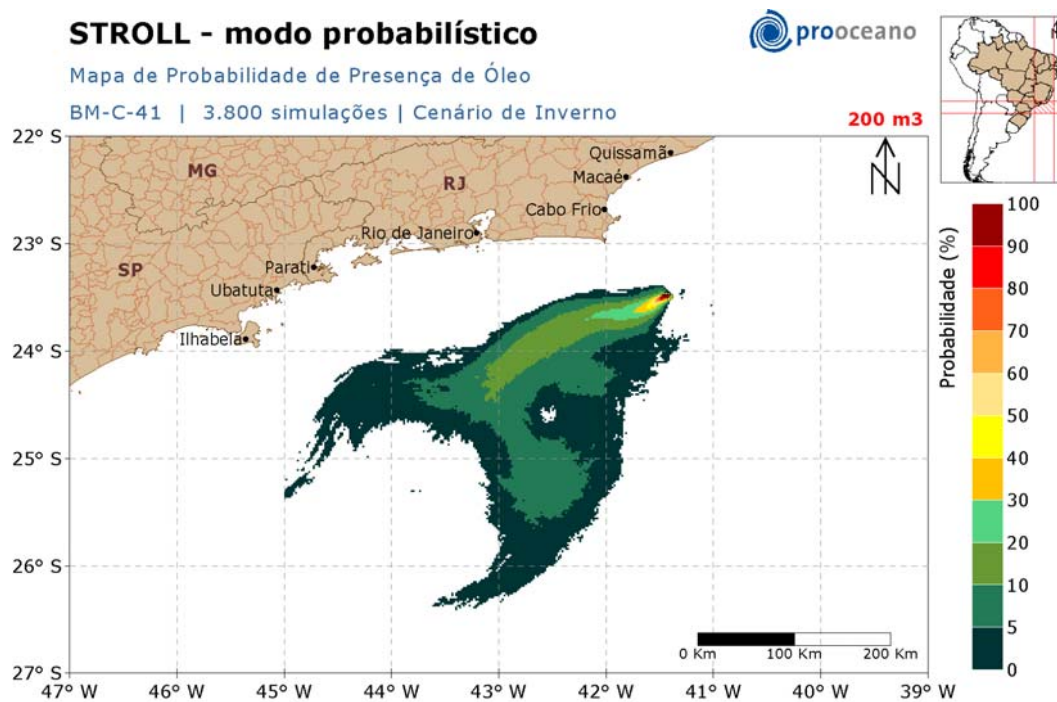 STROLL - modo probabilístico
prooceano
Mapa de Probabilidade de Presença de Óleo
BM-C-41 | 3.800 simulações | Cenário de Inverno
200 m3
N
22° S
23° S
24° S
25° S
26° S
27° S
MG
RJ
SP
Quissamã
Macaé
Cabo Frio
Rio de Janeiro
Parati
Ubatuta
Ilhabela
0 Km
100 Km
200 Km
47° W
46° W
45° W
44° W
43° W
42° W
41° W
40° W
39° W
Probabilidade (%)
100
90
80
70
60
50
40
30
20
10
5
0